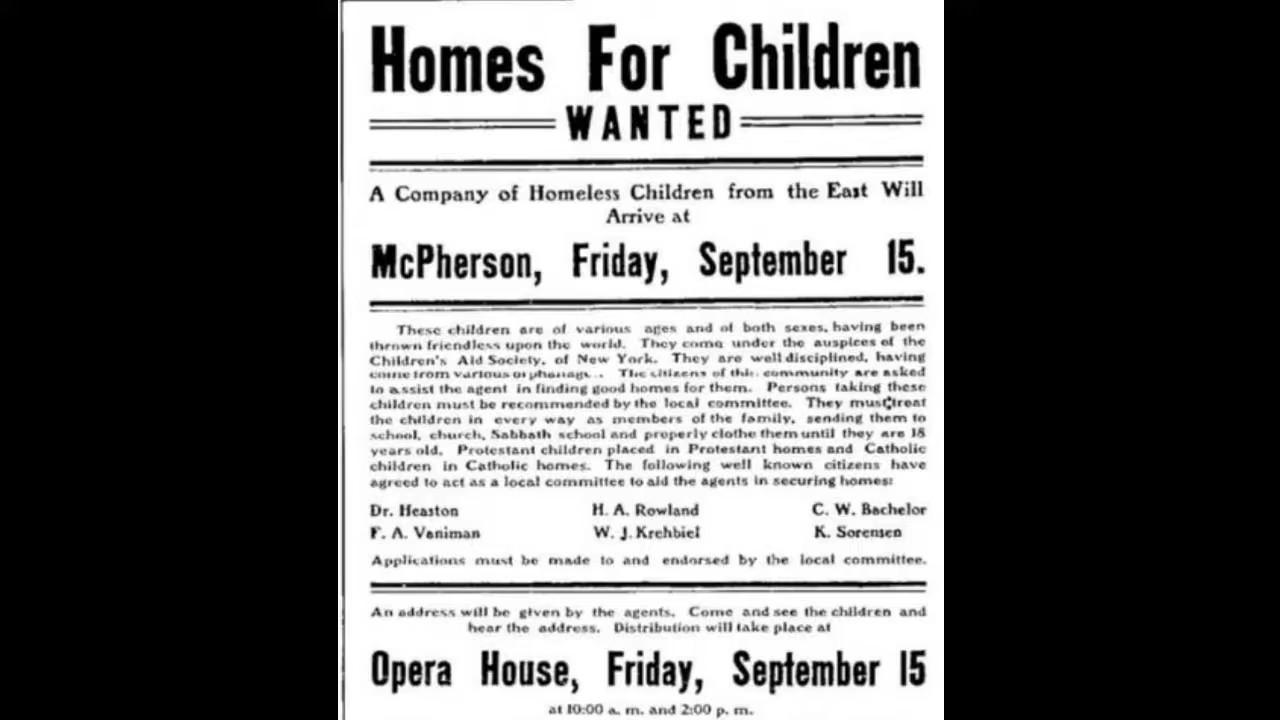 Homes For Children
WANTED
A Company of Homeless Children from the East Will
Arrive at
McPherson, Friday, September 15.
These children are of various ages and of both sexes, having been
thrown friendless upon the world. They come under the auspices of the
Children's Aid Society, of New York. They are well disciplined, having
come from various orphanages. The citizens of this community are asked
to assist the agent in finding good homes for them. Persons taking these
children must be recommended by the local committee. They must treat
the children in every way as members of the family, sending them to
school, church, Sabbath school and properly clothe them until they are 18
years old. Protestant children placed in Protestant homes and Catholic
children in Catholic homes. The following well known citizens have
agreed to act as a local committee to aid the agents in securing homes:
Dr. Heaston H. A. Rowland C. W. Bachelor
F. A. Vaniman W. J. Krehbiel K. Sorensen
Applications must be made to and endorsed by the local committee.
An address will be given by the agents. Come and see the children and
hear the address. Distribution will take place at
Opera House, Friday, September 15
at 10:00 a. m. and 2:00 p. m.